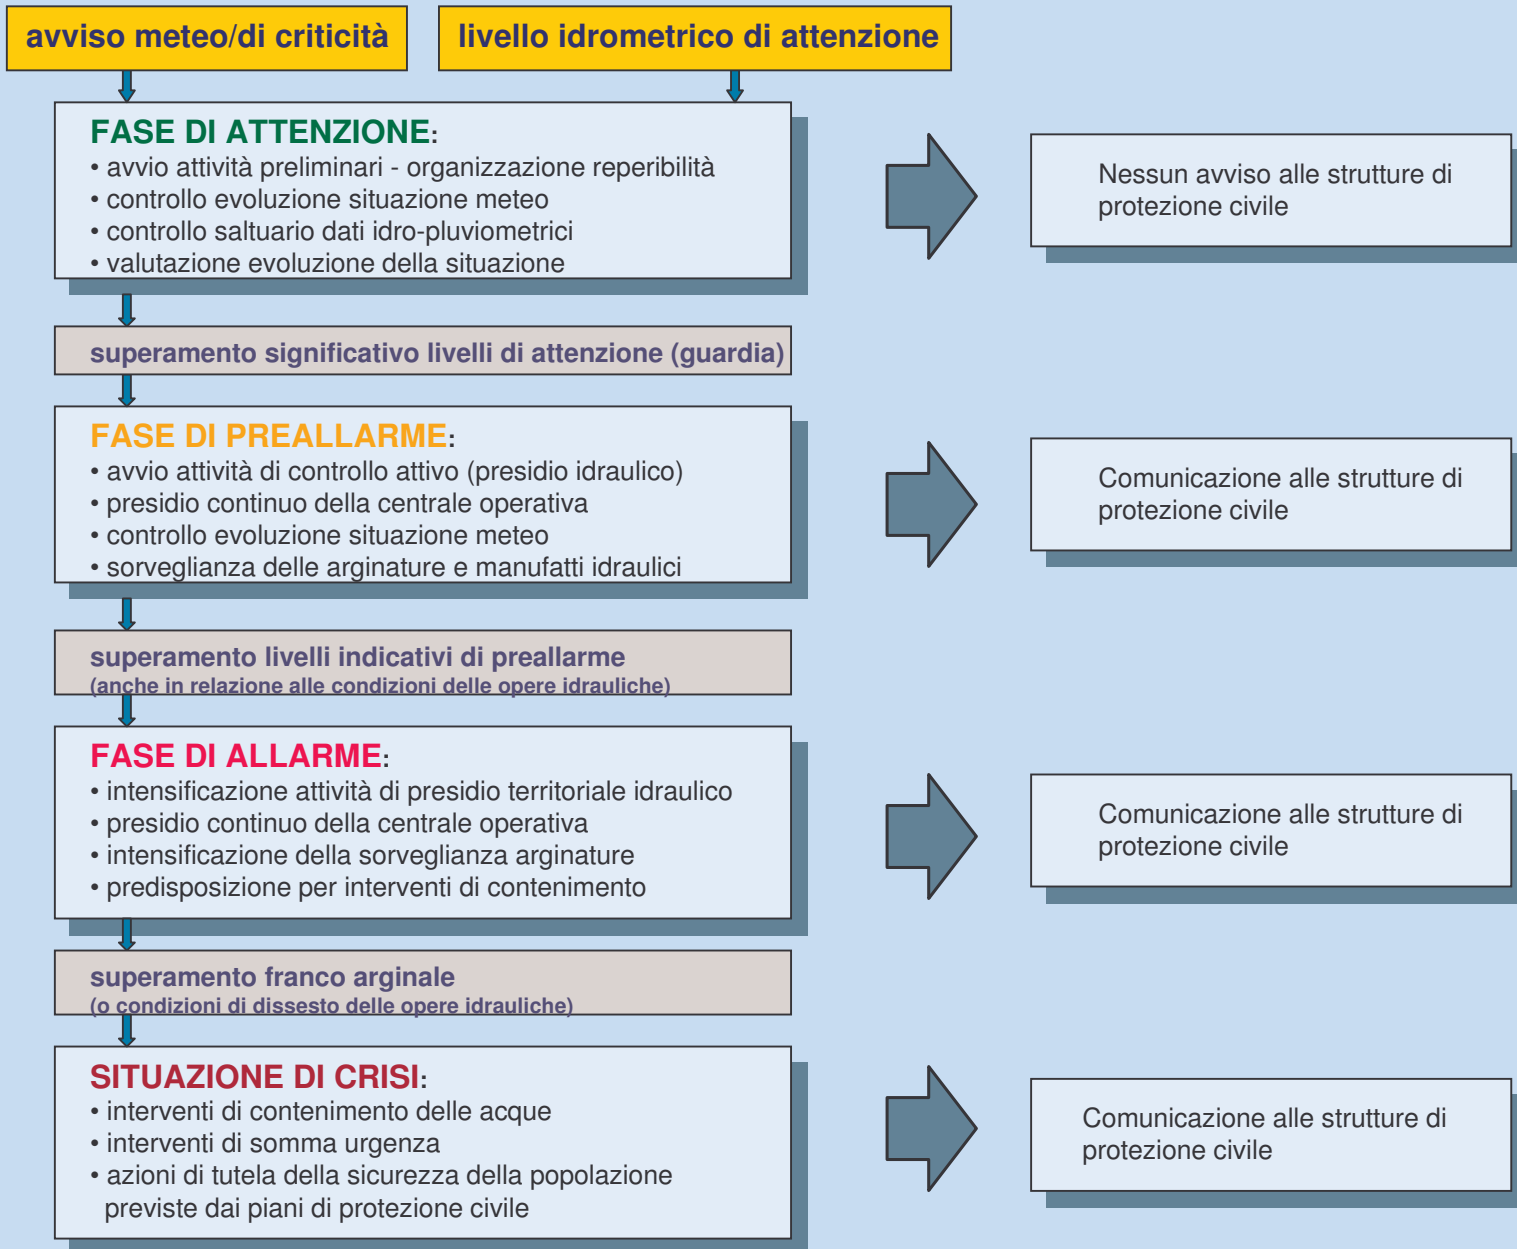 avviso meteo/di criticità
livello idrometrico di attenzione
FASE DI ATTENZIONE:
• avvio attività preliminari - organizzazione reperibilità
• controllo evoluzione situazione meteo
• controllo saltuario dati idro-pluviometrici
• valutazione evoluzione della situazione
Nessun avviso alle strutture di
protezione civile
superamento significativo livelli di attenzione (guardia)
FASE DI PREALLARME:
• avvio attività di controllo attivo (presidio idraulico)
• presidio continuo della centrale operativa
• controllo evoluzione situazione meteo
• sorveglianza delle arginature e manufatti idraulici
Comunicazione alle strutture di
protezione civile
superamento livelli indicativi di preallarme
(anche in relazione alle condizioni delle opere idrauliche)
FASE DI ALLARME:
• intensificazione attività di presidio territoriale idraulico
• presidio continuo della centrale operativa
• intensificazione della sorveglianza arginature
• predisposizione per interventi di contenimento
Comunicazione alle strutture di
protezione civile
superamento franco arginale
(o condizioni di dissesto delle opere idrauliche)
SITUAZIONE DI CRISI:
• interventi di contenimento delle acque
• interventi di somma urgenza
• azioni di tutela della sicurezza della popolazione
previste dai piani di protezione civile
Comunicazione alle strutture di
protezione civile